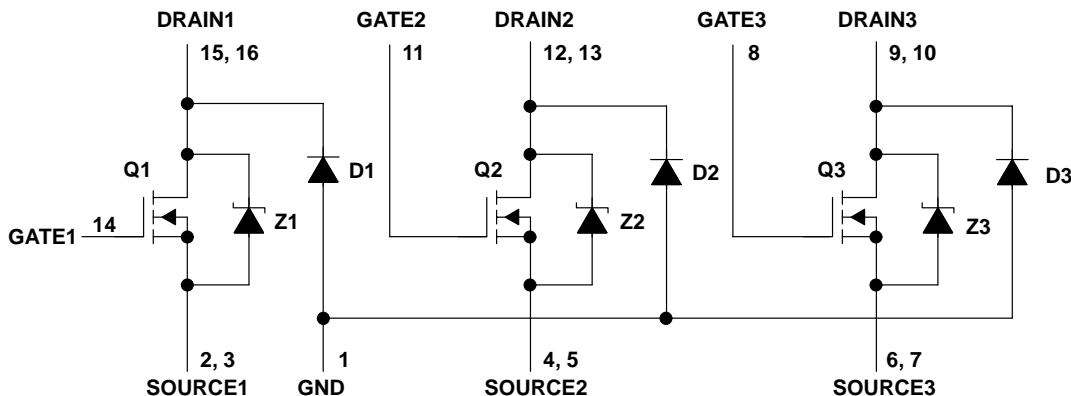 DRAIN1 GATE2 DRAIN2 GATE3 DRAIN3
15, 16 11 12, 13 8 9, 10
Q1 D1 Q2 D2 Q3 D3
Z1 Z2 Z3
GATE1 14
2, 3 1 4, 5 6, 7
SOURCE1 GND SOURCE2 SOURCE3